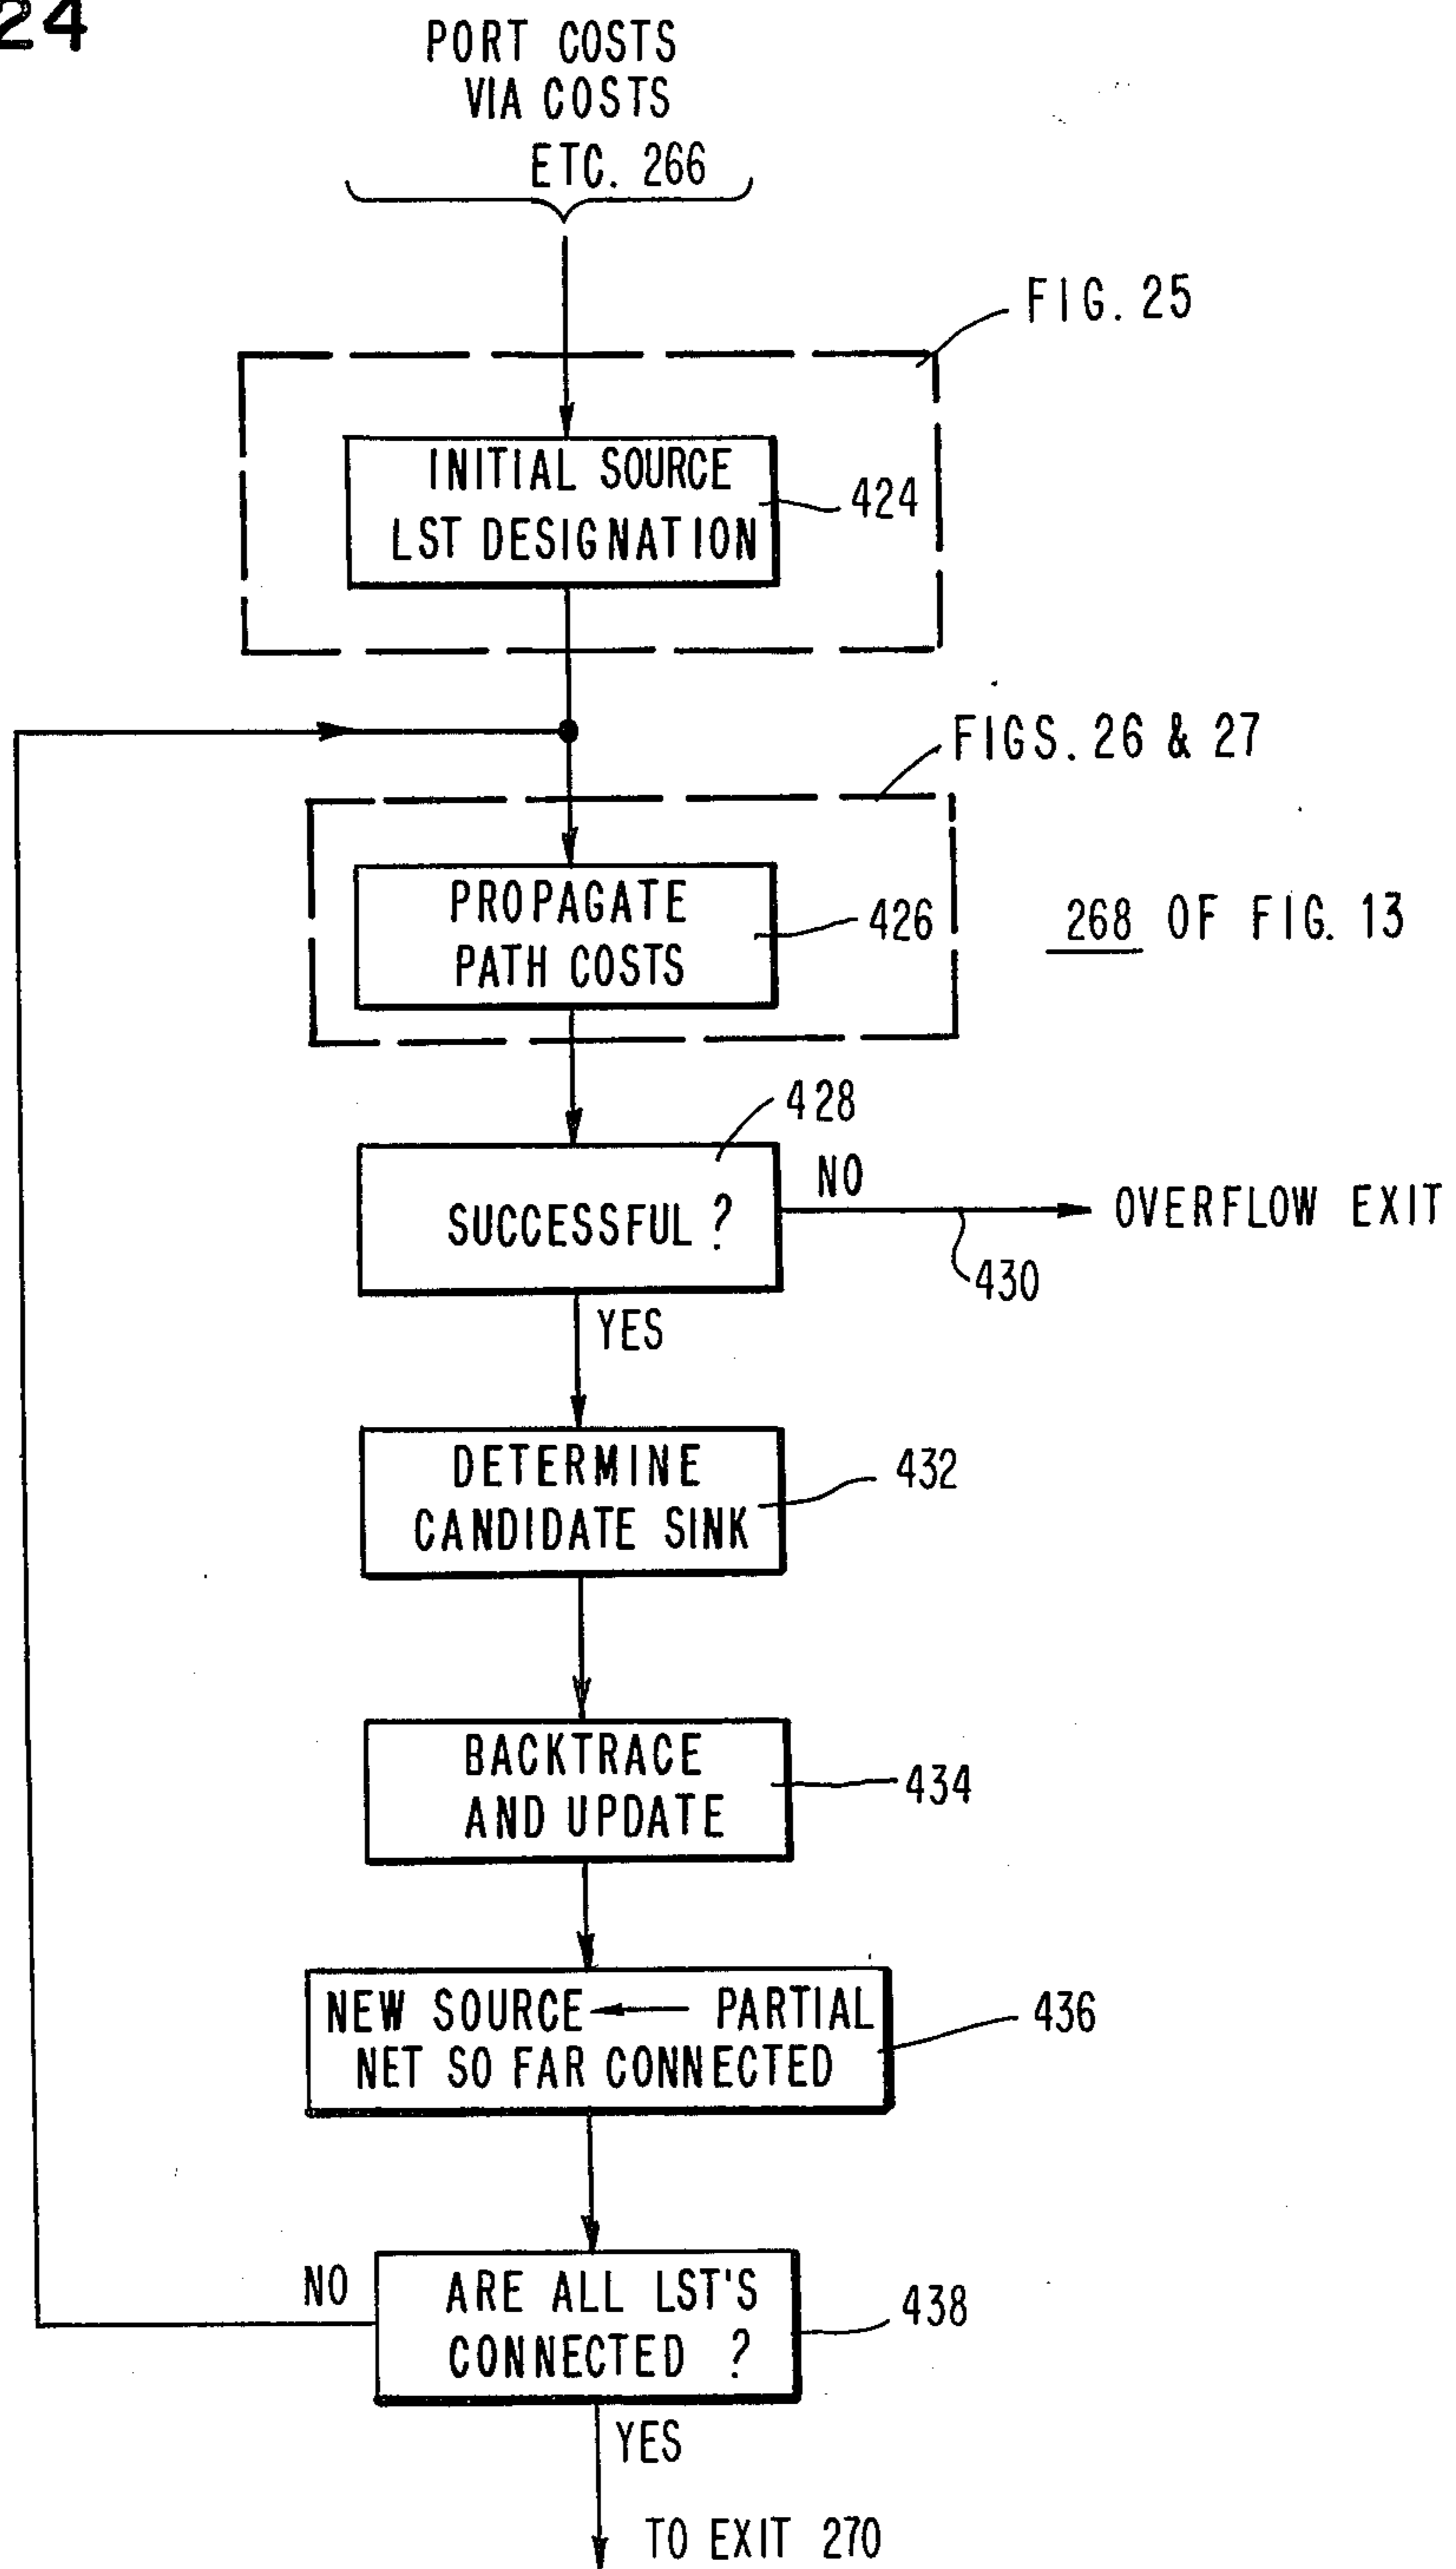 24
PORT COSTS
VIA COSTS
ETC. 266
FIG. 25
INITIAL SOURCE
LST DESIGNATION
424
FIGS. 26 & 27
PROPAGATE
PATH COSTS
426
268 OF FIG. 13
428
SUCCESSFUL ?
NO
OVERFLOW EXIT
430
YES
DETERMINE
CANDIDATE SINK
432
BACKTRACE
AND UPDATE
434
NEW SOURCE ← PARTIAL
NET SO FAR CONNECTED
436
NO
ARE ALL LST'S
CONNECTED ?
438
YES
TO EXIT 270